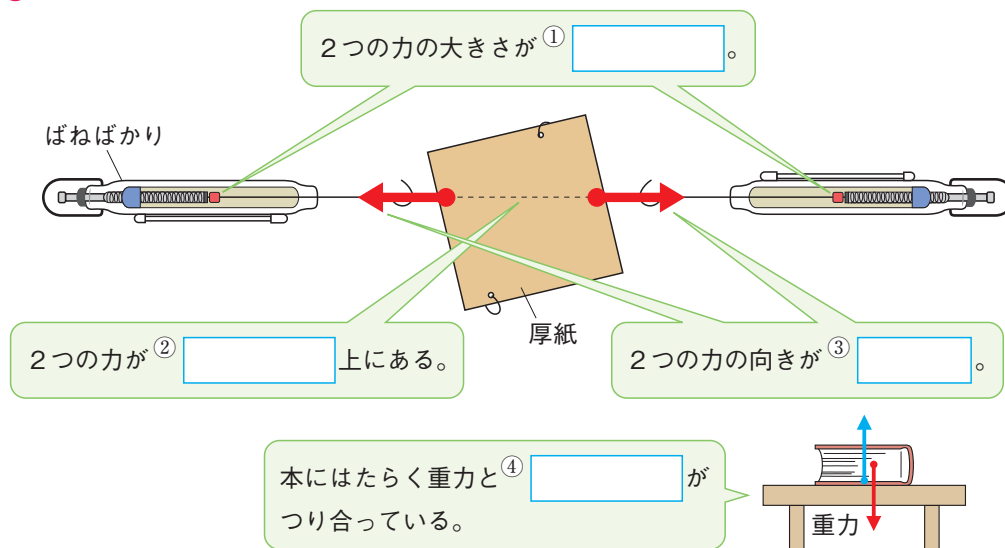 2つの力の大きさが①　　。
ばねばかり
厚紙
2つの力が②　　上にある。
2つの力の向きが③　　。
本にはたらく重力と④　　が
つり合っている。
重力